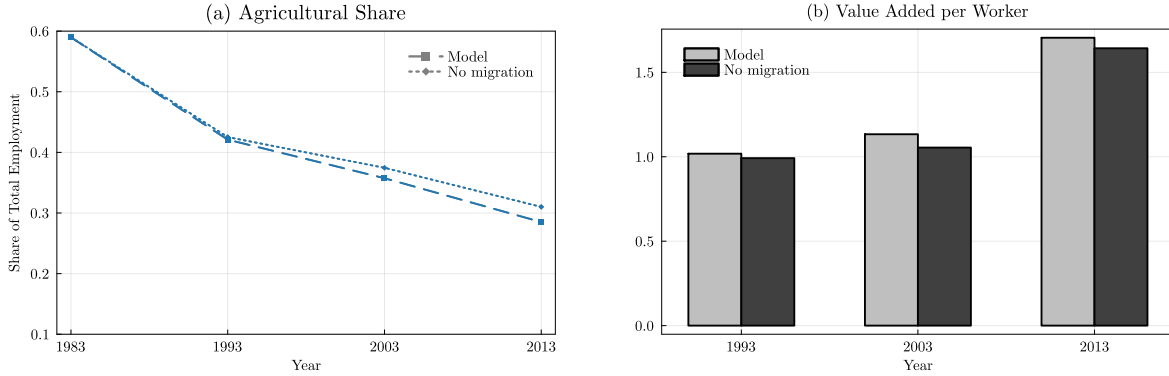 (a) Agricultural Share
0.6
0.5
0.4
0.3
0.2
0.1
Share of Total Employment
Model
No migration
1983
1993
2003
2013
Year
(b) Value Added per Worker
1.5
1.0
0.5
0.0
Model
No migration
1993
2003
2013
Year